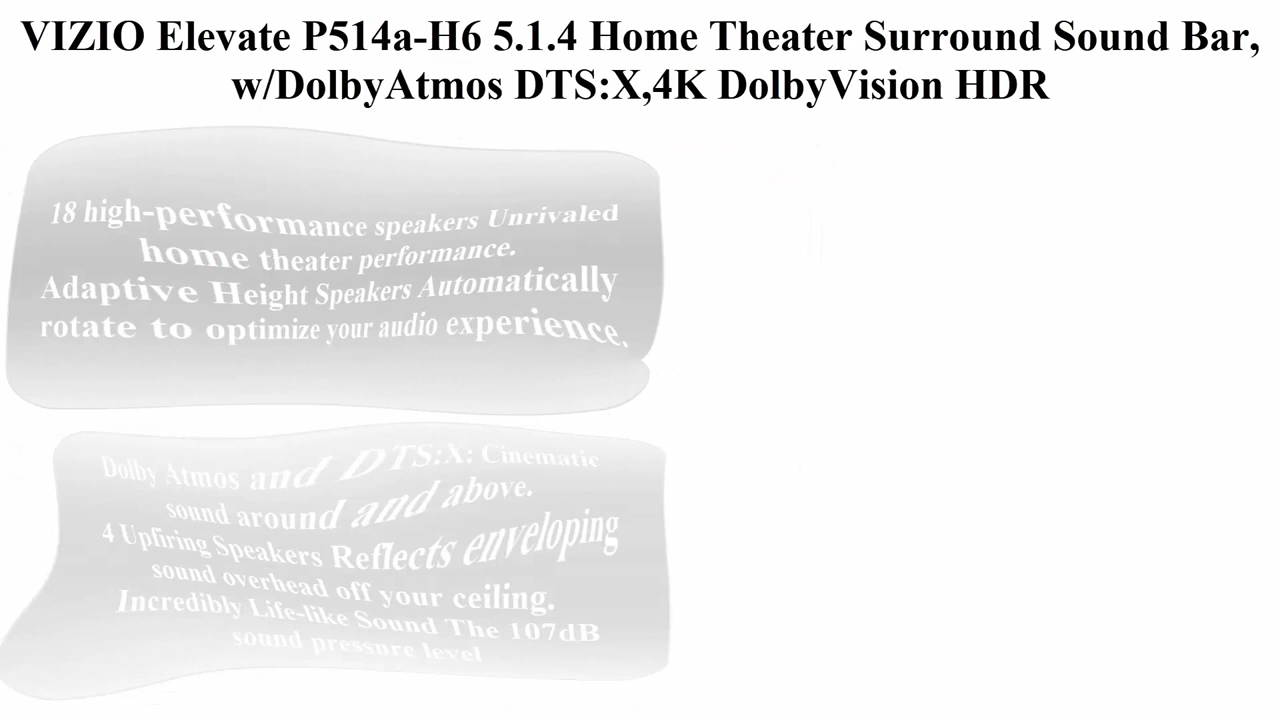 VIZIO Elevate P514a-H6 5.1.4 Home Theater Surround Sound Bar,
w/DolbyAtmos DTS:X,4K DolbyVision HDR
18 high-performance speakers Unrivaled
home theater performance.
Adaptive Height Speakers Automatically
rotate to optimize your audio experience.
Dolby Atmos and DTS:X: Cinematic
sound around and above.
4 Upfiring Speakers Reflects enveloping
sound overhead off your ceiling.
Incredibly Life-like Sound The 107dB
sound pressure level